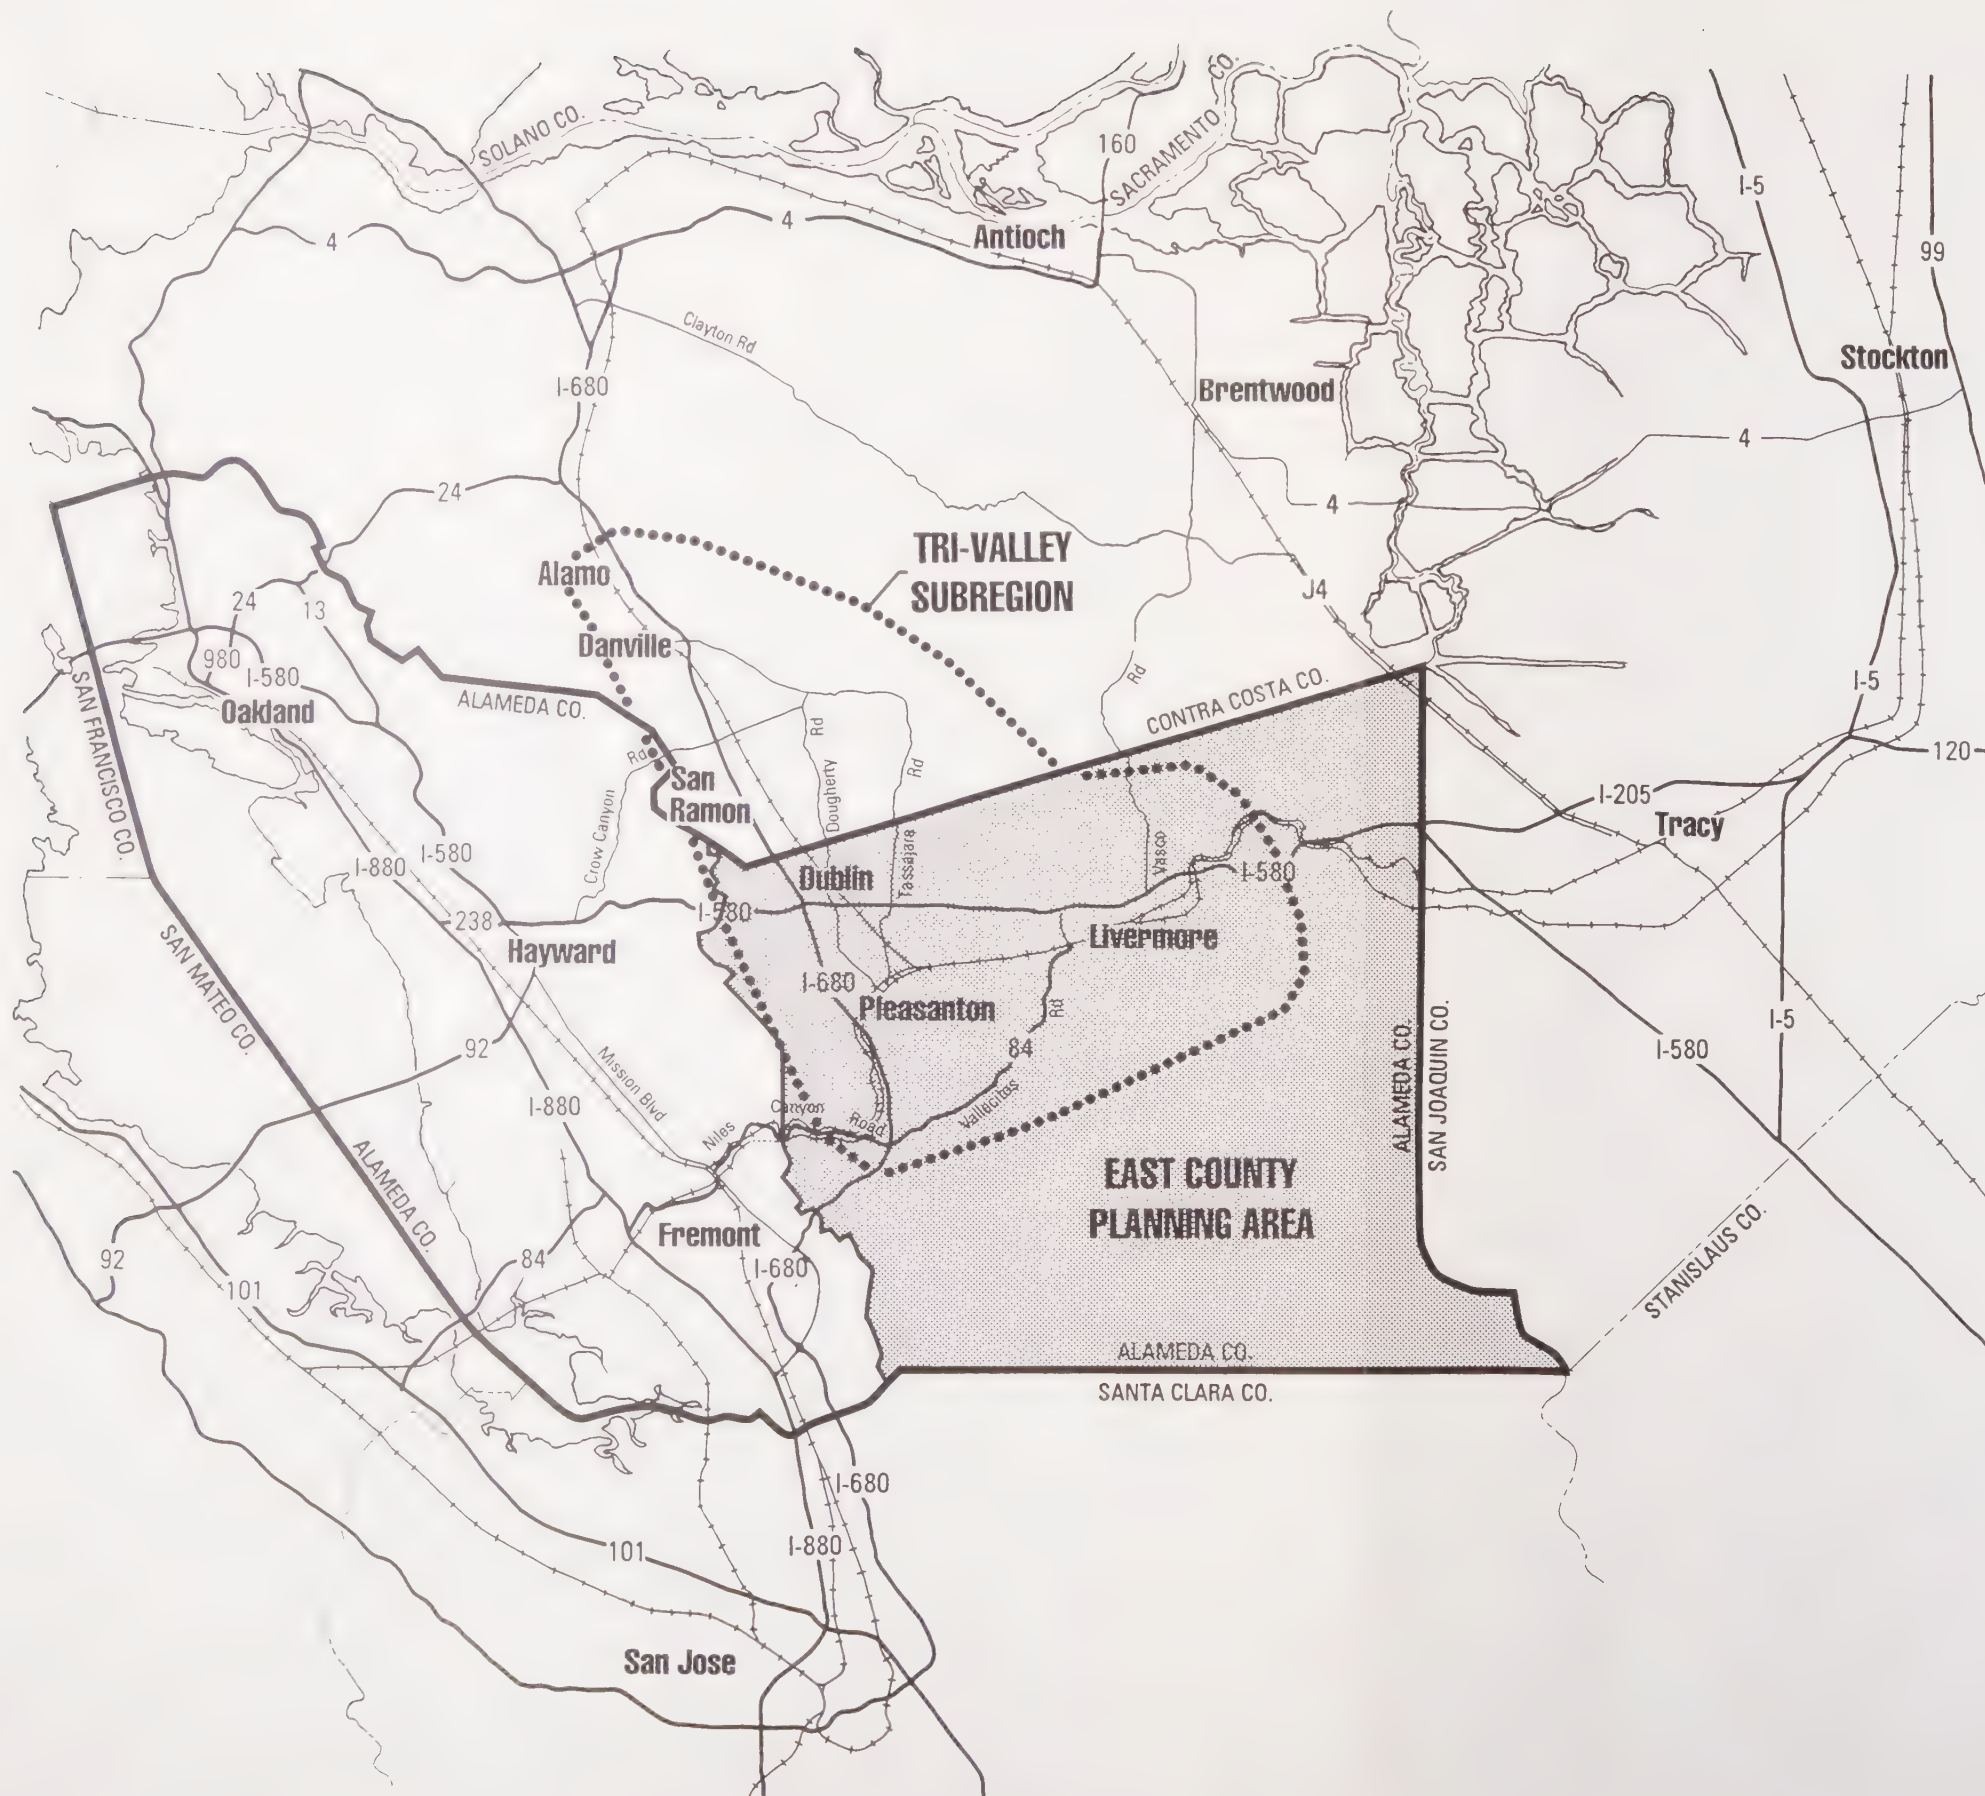 SOLANO CO.
SACRAMENTO CO.
160
I-5
99
4
4
Antioch
Clayton Rd
Stockton
I-680
Brentwood
4
24
4
TRI-VALLEY
SUBREGION
Alamo
J4
24
13
Danville
980
I-580
Oakland
ALAMEDA CO.
SAN FRANCISCO CO.
Rd
CONTRA COSTA CO.
I-5
120
Rd
Rd
Rd
San
Ramon
Crow Canyon
Dougherty
Tassajara
Vasco
I-205
Tracy
I-880
I-580
Dublin
I-580
I-580
238
Hayward
Livermore
SAN MATEO CO.
I-680
Pleasanton
Rd
84
I-5
I-580
92
Mission Blvd
I-880
Canyon
Road
Niles
Vallecitos
ALAMEDA CO.
SAN JOAQUIN CO.
ALAMEDA CO.
EAST COUNTY
PLANNING AREA
Fremont
92
84
101
I-680
STANISLAUS CO.
ALAMEDA CO.
SANTA CLARA CO.
I-680
I-880
101
San Jose